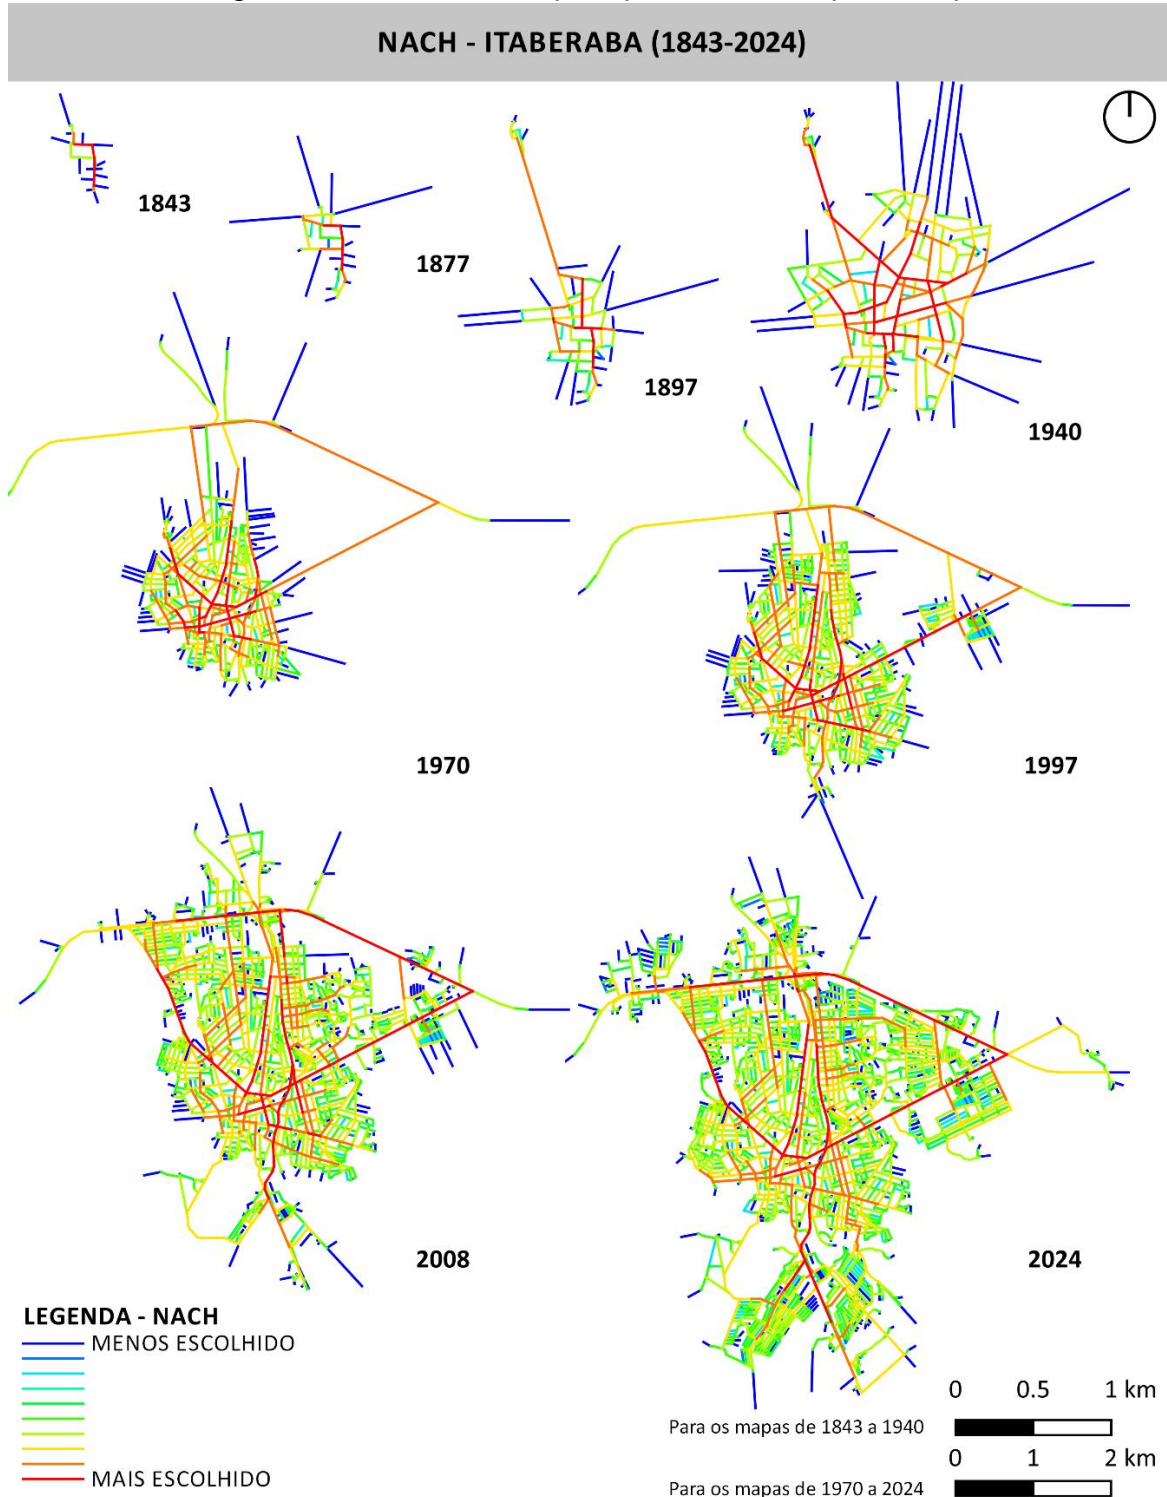 NACH - ITABERABA (1843-2024)
1843
1877
1897
1940
1970
1997
2008
2024
LEGENDA - NACH
MENOS ESCOLHIDO
MAIS ESCOLHIDO
0 0.5 1 km
Para os mapas de 1843 a 1940
0 1 2 km
Para os mapas de 1970 a 2024